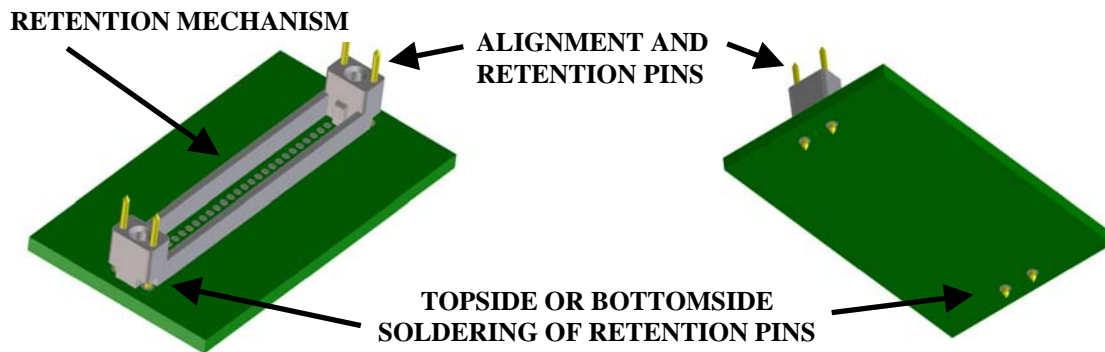 RETENTION MECHANISM
ALIGNMENT AND
RETENTION PINS
TOPSIDE OR BOTTOMSIDE
SOLDERING OF RETENTION PINS